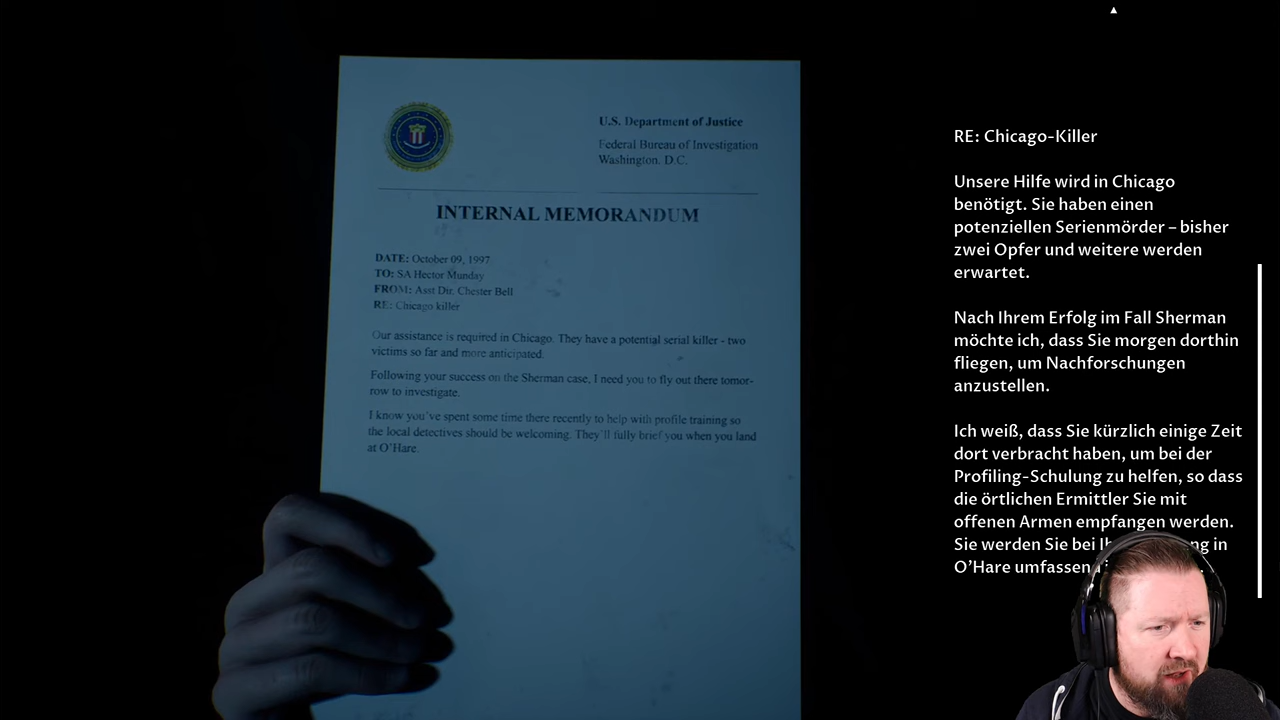 U.S. Department of Justice
Federal Bureau of Investigation
Washington, D.C.
INTERNAL MEMORANDUM
DATE: October 09, 1997
TO: SA Hector Munday
FROM: Asst Dir. Chester Bell
RE: Chicago killer
Our assistance is required in Chicago. They have a potential serial killer - two
victims so far and more anticipated.
Following your success on the Sherman case, I need you to fly out there tomor-
row to investigate.
I know you've spent some time there recently to help with profile training so
the local detectives should be welcoming. They'll fully brief you when you land
at O'Hare.
RE: Chicago-Killer
Unsere Hilfe wird in Chicago
benötigt. Sie haben einen
potenziellen Serienmörder – bisher
zwei Opfer und weitere werden
erwartet.
Nach Ihrem Erfolg im Fall Sherman
möchte ich, dass Sie morgen dorthin
fliegen, um Nachforschungen
anzustellen.
Ich weiß, dass Sie kürzlich einige Zeit
dort verbracht haben, um bei der
Profiling-Schulung zu helfen, so dass
die örtlichen Ermittler Sie mit
offenen Armen empfangen werden.
Sie werden Sie bei in
O'Hare